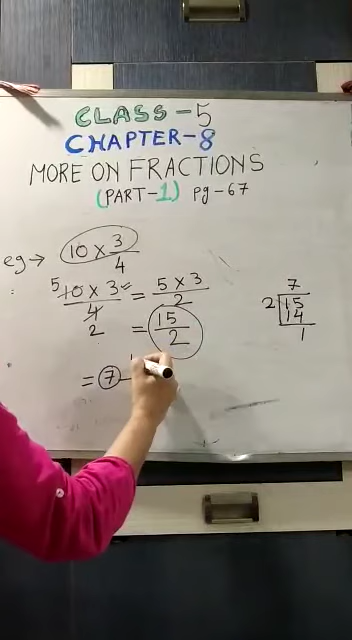 CLASS-5
CHAPTER-8
MORE ON FRACTIONS
(PART-1) pg-67
eg → 10 × 3/4
5 10 × 3 / 4 2 = 5 × 3 / 2
= 15/2
= 7 1
7
2 15
14
1